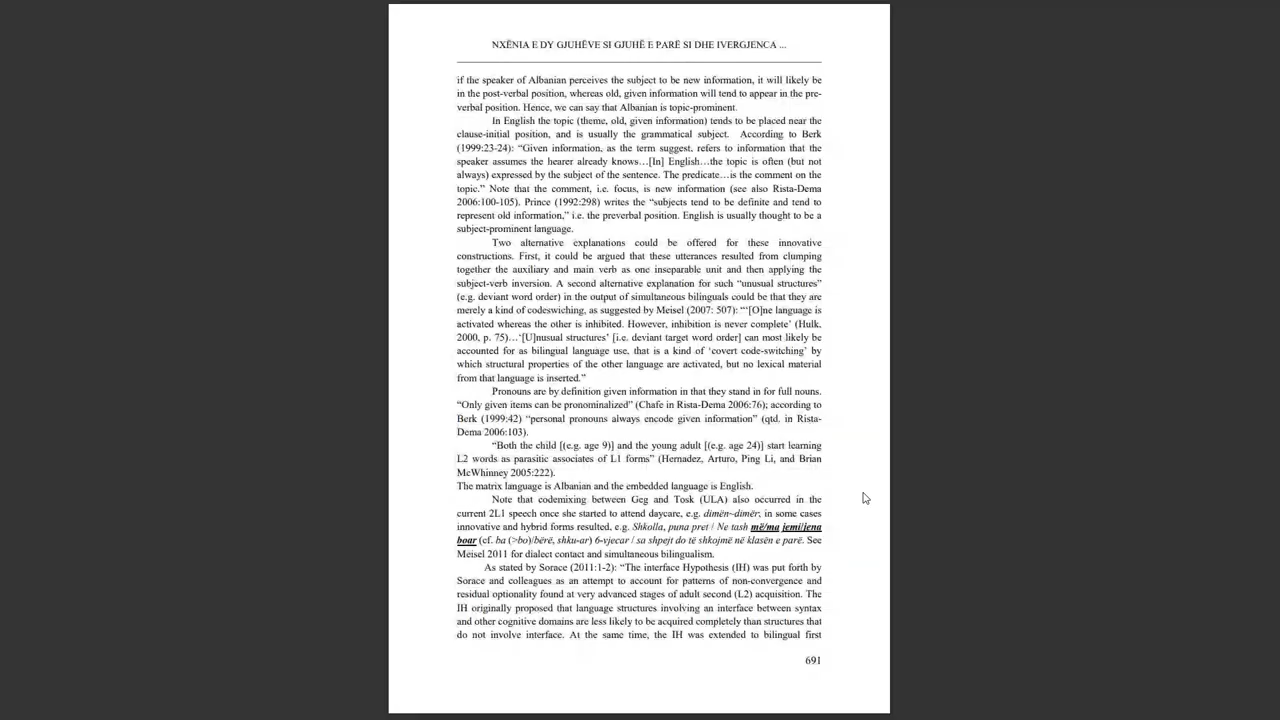 NXËNIA E DY GJUHËVE SI GJUHË E PARË SI DHE IVERGJENCA ...
if the speaker of Albanian perceives the subject to be new information, it will likely be
in the post-verbal position, whereas old, given information will tend to appear in the pre-
verbal position. Hence, we can say that Albanian is topic-prominent.
In English the topic (theme, old, given information) tends to be placed near the
clause-initial position, and is usually the grammatical subject. According to Berk
(1999:23-24): “Given information, as the term suggest, refers to information that the
speaker assumes the hearer already knows…[In] English…the topic is often (but not
always) expressed by the subject of the sentence. The predicate…is the comment on the
topic.” Note that the comment, i.e. focus, is new information (see also Rista-Dema
2006:100-105). Prince (1992:298) writes the “subjects tend to be definite and tend to
represent old information,” i.e. the preverbal position. English is usually thought to be a
subject-prominent language.
Two alternative explanations could be offered for these innovative
constructions. First, it could be argued that these utterances resulted from clumping
together the auxiliary and main verb as one inseparable unit and then applying the
subject-verb inversion. A second alternative explanation for such “unusual structures”
(e.g. deviant word order) in the output of simultaneous bilinguals could be that they are
merely a kind of codeswiching, as suggested by Meisel (2007: 507): “‘[O]ne language is
activated whereas the other is inhibited. However, inhibition is never complete’ (Hulk,
2000, p. 75)…‘[U]nusual structures’ [i.e. deviant target word order] can most likely be
accounted for as bilingual language use, that is a kind of ‘covert code-switching’ by
which structural properties of the other language are activated, but no lexical material
from that language is inserted.”
Pronouns are by definition given information in that they stand in for full nouns.
“Only given items can be pronominalized” (Chafe in Rista-Dema 2006:76); according to
Berk (1999:42) “personal pronouns always encode given information” (qtd. in Rista-
Dema 2006:103).
“Both the child [(e.g. age 9)] and the young adult [(e.g. age 24)] start learning
L2 words as parasitic associates of L1 forms” (Hernadez, Arturo, Ping Li, and Brian
McWhinney 2005:222).
The matrix language is Albanian and the embedded language is English.
Note that codemixing between Geg and Tosk (ULA) also occurred in the
current 2L1 speech once she started to attend daycare, e.g. dimën~dimër; in some cases
innovative and hybrid forms resulted, e.g. Shkolla, puna pret / Ne tash më/ma jemi/jena
boar (cf. ba (>bo)/bërë, shku-ar) 6-vjecar / sa shpejt do të shkojmë në klasën e parë. See
Meisel 2011 for dialect contact and simultaneous bilingualism.
As stated by Sorace (2011:1-2): “The interface Hypothesis (IH) was put forth by
Sorace and colleagues as an attempt to account for patterns of non-convergence and
residual optionality found at very advanced stages of adult second (L2) acquisition. The
IH originally proposed that language structures involving an interface between syntax
and other cognitive domains are less likely to be acquired completely than structures that
do not involve interface. At the same time, the IH was extended to bilingual first
691